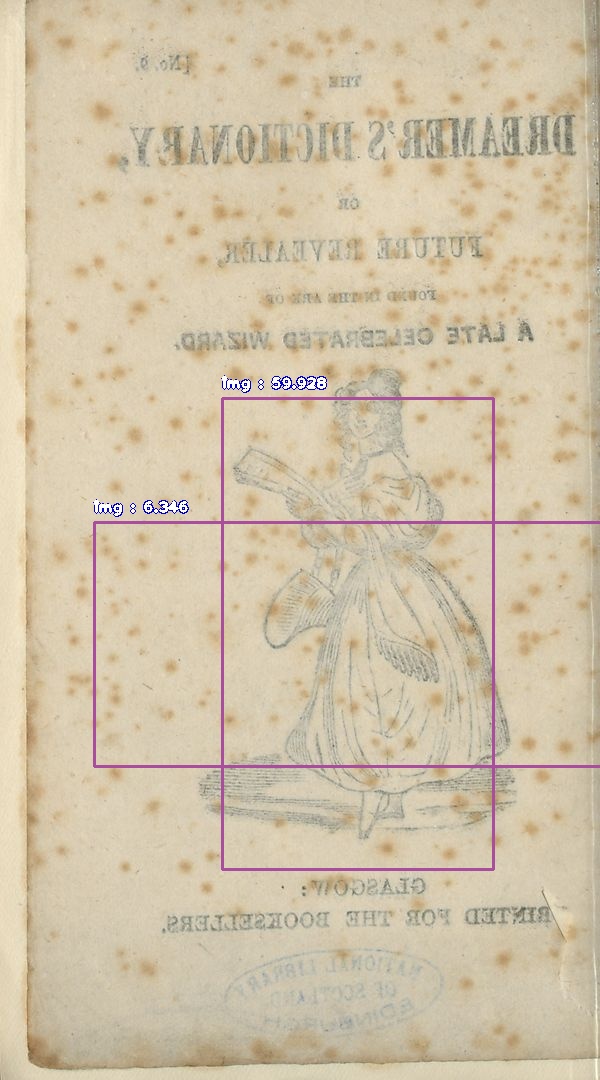 [No. 9.
THE
DREAMER'S DICTIONARY,
OR
FUTURE REVEALER,
FOUND IN THE ARK OF
A LATE CELEBRATED WIZARD.
img : 59.928
img : 6.346
GLASGOW:
RINTED FOR THE BOOKSELLERS.
NATIONAL LIBRARY
OF SCOTLAND
EDINBURGH